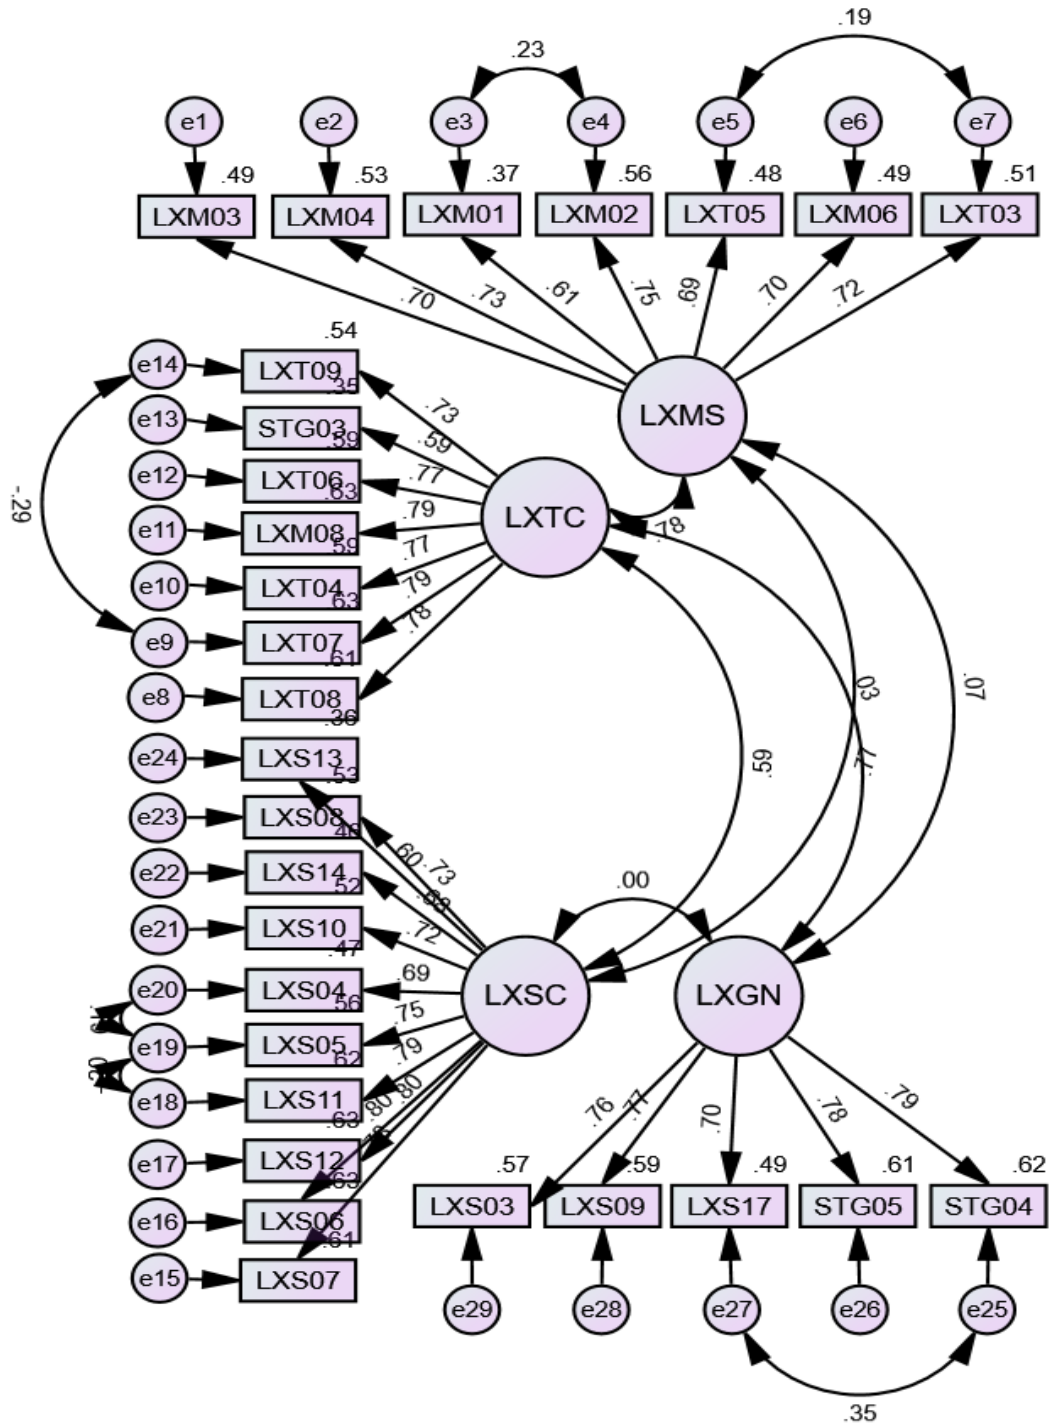 .19
.23
e1 e2 e3 e4 e5 e6 e7
.49 .53 .37 .56 .48 .49 .51
LXM03 LXM04 LXM01 LXM02 LXT05 LXM06 LXT03
.70 .73 .61 .75 .69 .70 .72
LXMS
.54
e14 LXT09
.35
.73
e13 STG03
.59
.59
e12 LXT06
.63
.77
-.29
e11 LXM08
.59
.79
LXTC
.78
e10 LXT04
.63
.77
e9 LXT07
.61
.79
e8 LXT08
.36
.78
.03
.07
e24 LXS13
.53
.59
.77
e23 LXS08
.46
.60 .73
e22 LXS14
.52
.68
.00
e21 LXS10
.47
.72
e20 LXS04
.56
.69
LXSC
LXGN
e19 LXS05
.62
.75
e18 LXS11
.63
.79
.80 .80
.76 .77 .70 .78 .79
e17 LXS12
.63
e16 LXS06
.61
e15 LXS07
.57 .59 .49 .61 .62
LXS03 LXS09 LXS17 STG05 STG04
e29 e28 e27 e26 e25
.35